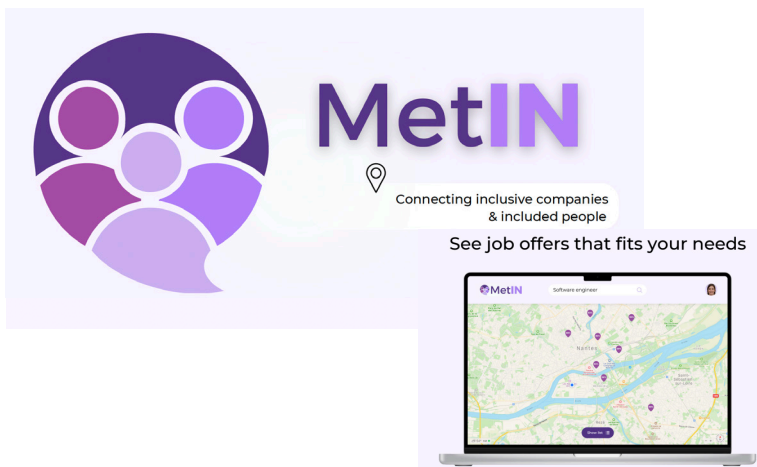 MetIN
Connecting inclusive companies
& included people
See job offers that fits your needs
MetIN
Software engineer
Nantes
Show list